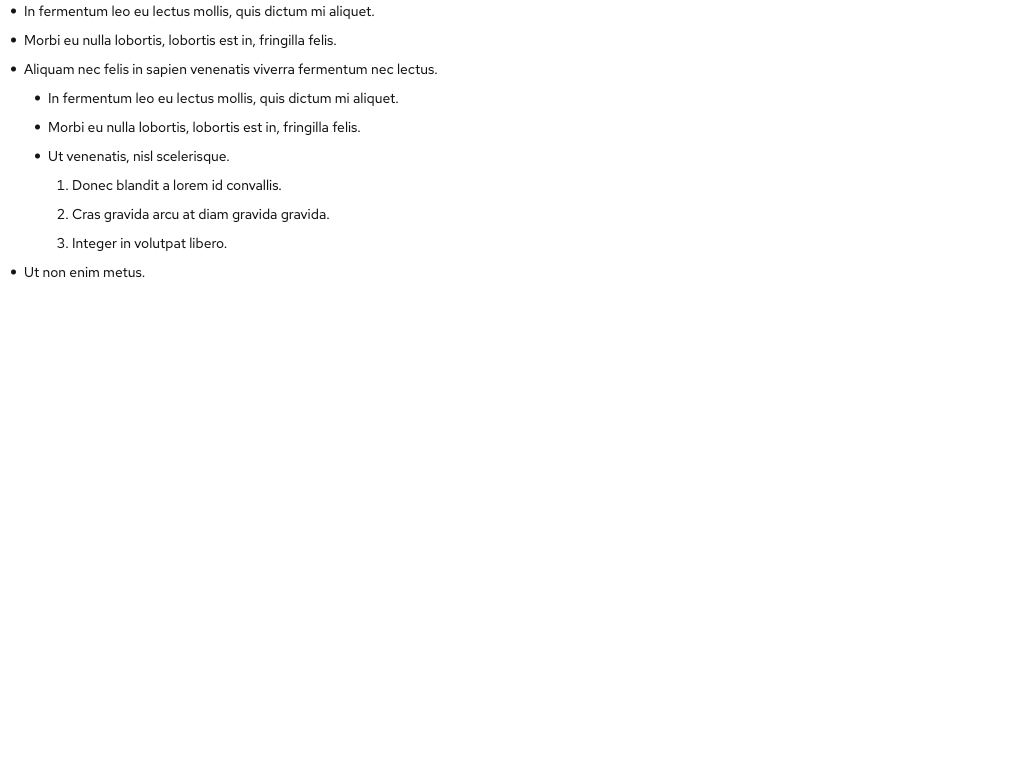 • In fermentum leo eu lectus mollis, quis dictum mi aliquet.
• Morbi eu nulla lobortis, lobortis est in, fringilla felis.
• Aliquam nec felis in sapien venenatis viverra fermentum nec lectus.
• In fermentum leo eu lectus mollis, quis dictum mi aliquet.
• Morbi eu nulla lobortis, lobortis est in, fringilla felis.
• Ut venenatis, nisl scelerisque.
1. Donec blandit a lorem id convallis.
2. Cras gravida arcu at diam gravida gravida.
3. Integer in volutpat libero.
• Ut non enim metus.